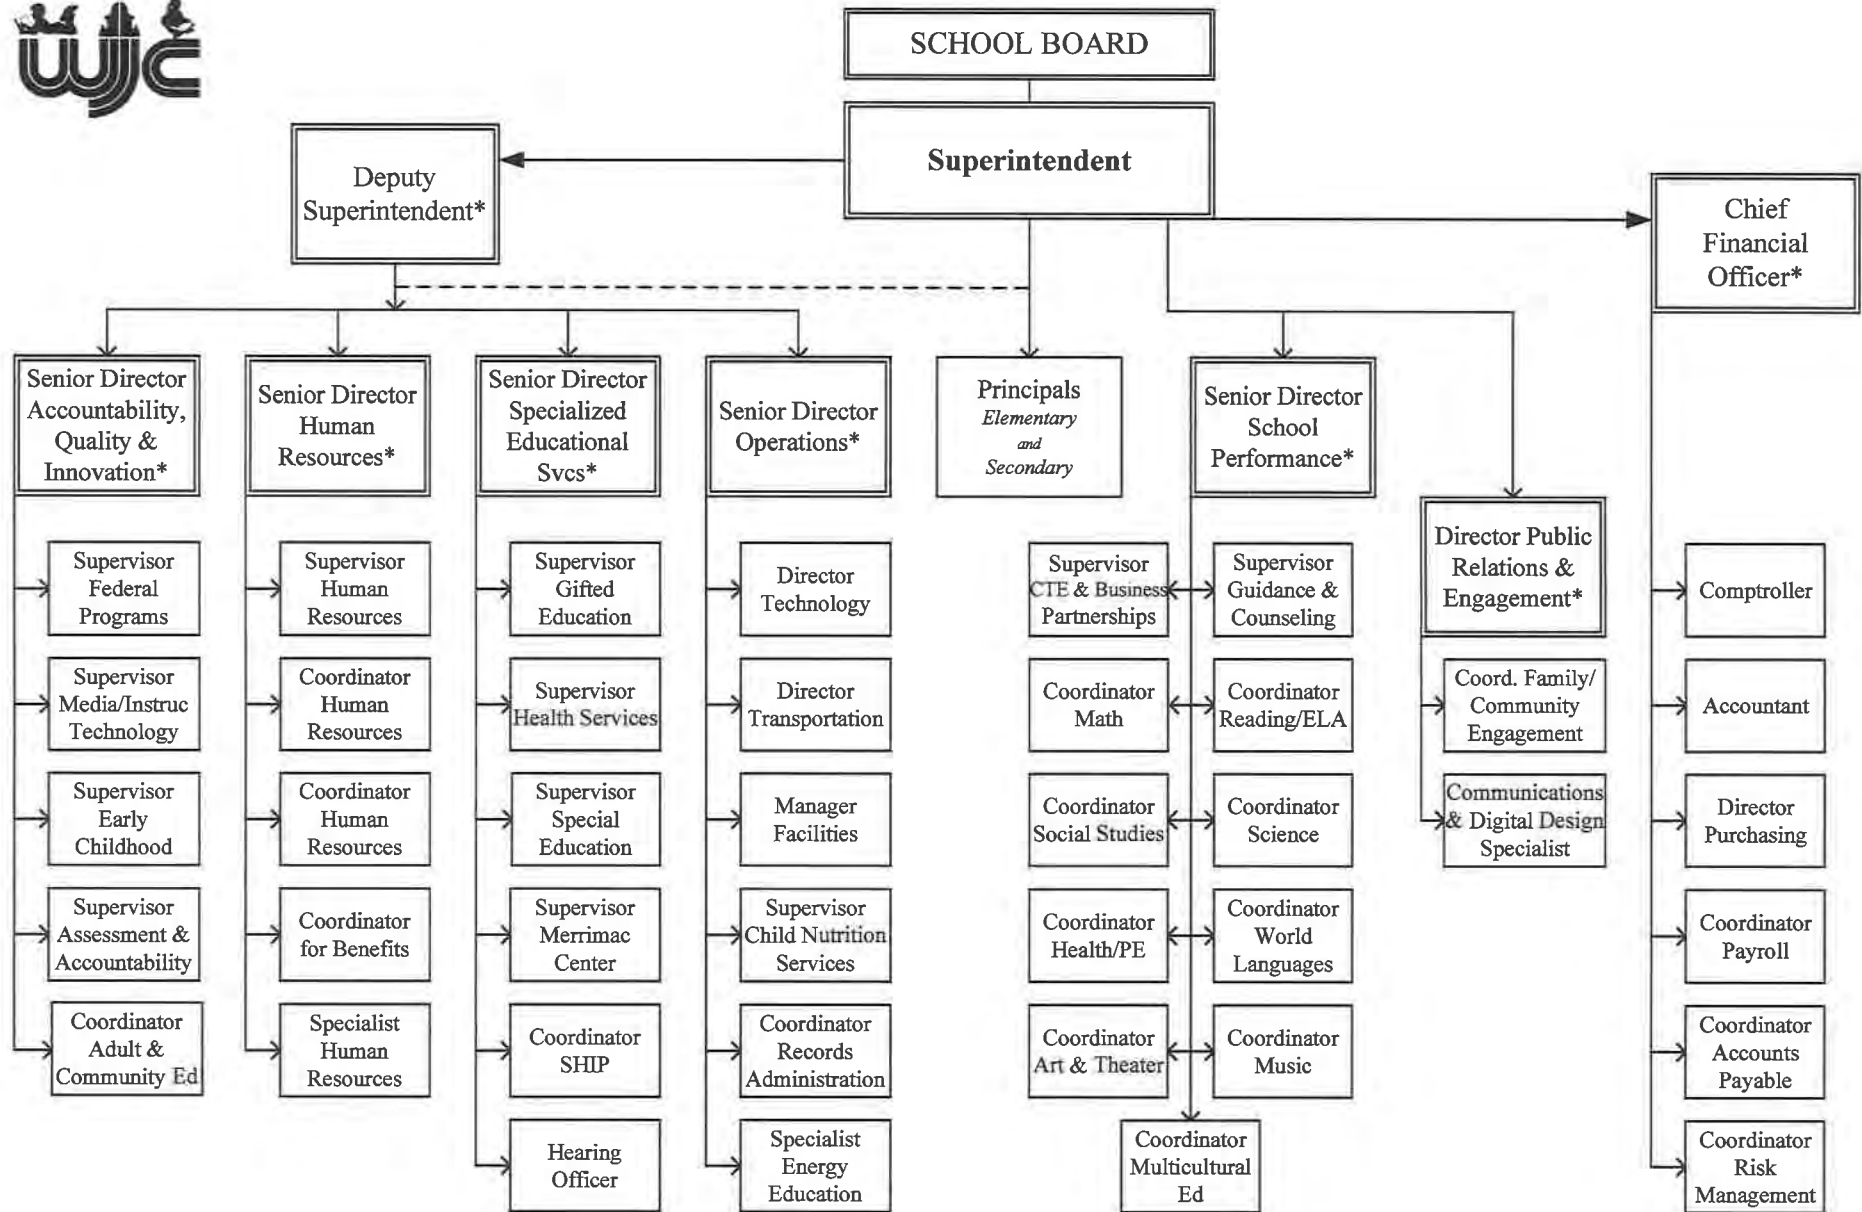 WJC
SCHOOL BOARD
Superintendent
Deputy
Superintendent*
Chief
Financial
Officer*
Senior Director
Accountability,
Quality &
Innovation*
Senior Director
Human
Resources*
Senior Director
Specialized
Educational
Svcs*
Senior Director
Operations*
Principals
Elementary
and
Secondary
Senior Director
School
Performance*
Director Public
Relations &
Engagement*
Supervisor
Federal
Programs
Supervisor
Media/Instruc
Technology
Supervisor
Early
Childhood
Supervisor
Assessment &
Accountability
Coordinator
Adult &
Community Ed
Supervisor
Human
Resources
Coordinator
Human
Resources
Coordinator
Human
Resources
Coordinator
for Benefits
Specialist
Human
Resources
Supervisor
Gifted
Education
Supervisor
Health Services
Supervisor
Special
Education
Supervisor
Merrimac
Center
Coordinator
SHIP
Hearing
Officer
Director
Technology
Director
Transportation
Manager
Facilities
Supervisor
Child Nutrition
Services
Coordinator
Records
Administration
Specialist
Energy
Education
Supervisor
CTE & Business
Partnerships
Supervisor
Guidance &
Counseling
Coordinator
Math
Coordinator
Reading/ELA
Coordinator
Social Studies
Coordinator
Science
Coordinator
Health/PE
Coordinator
World
Languages
Coordinator
Art & Theater
Coordinator
Music
Coordinator
Multicultural
Ed
Coord. Family/
Community
Engagement
Communications
& Digital Design
Specialist
Comptroller
Accountant
Director
Purchasing
Coordinator
Payroll
Coordinator
Accounts
Payable
Coordinator
Risk
Management